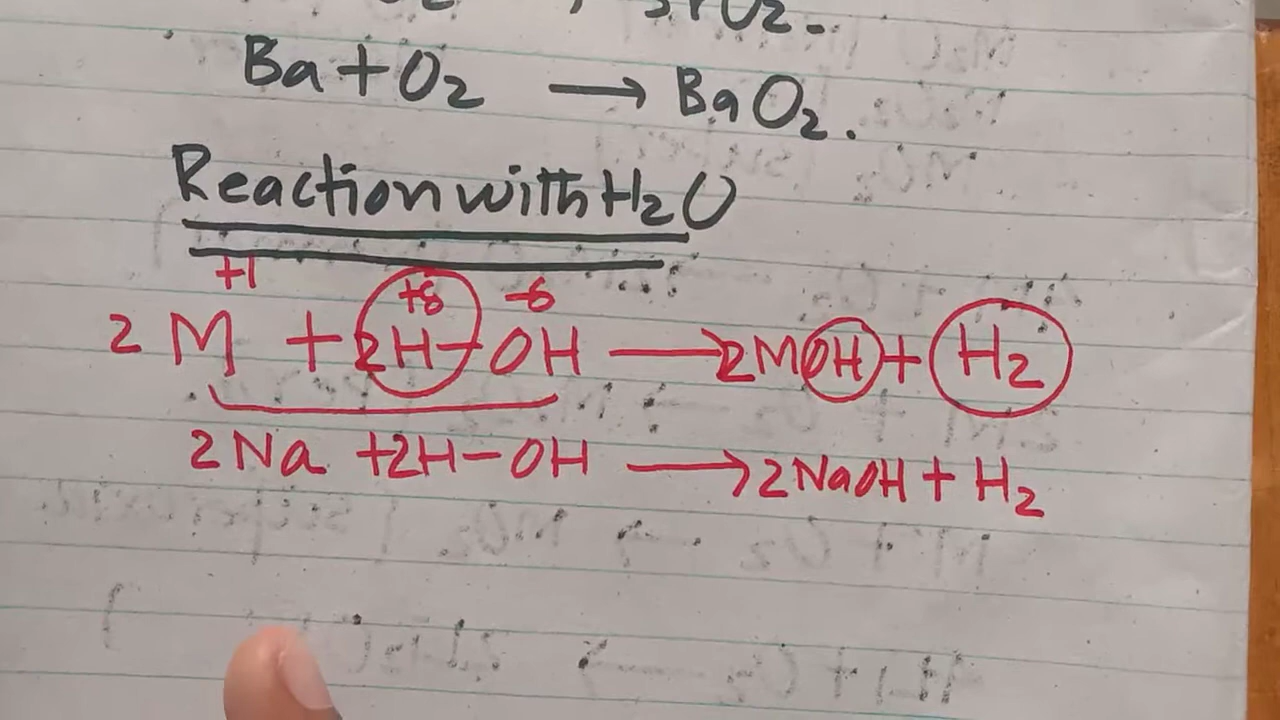 Ba + O2 → BaO2.
Reaction with H2O
+1 +δ -δ
2M + 2H-OH → 2MOH + H2
2Na +2H-OH → 2NaOH + H2